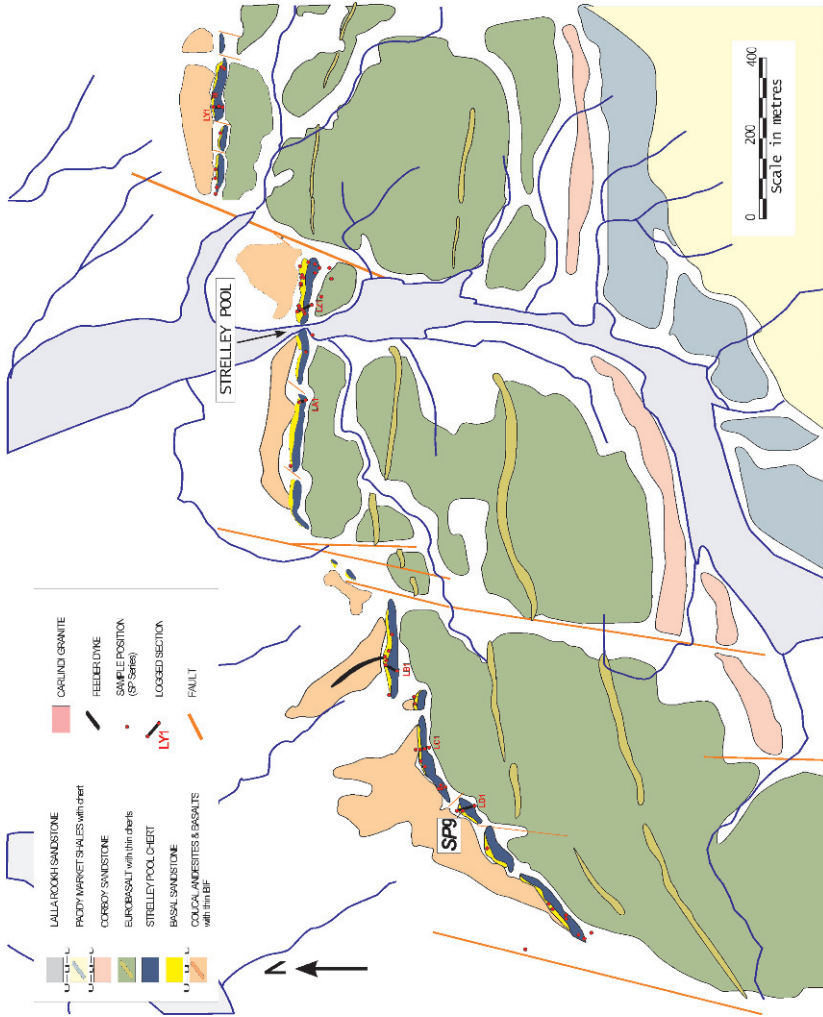 LALLA ROOKH SANDSTONE
PADDY MARKET SHALES with chert
CORBOY SANDSTONE
EUROBASALT with thin cherts
STRELLEY POOL CHERT
BASAL SANDSTONE
COUCAL ANDESITES & BASALTS
with thin BIF
CARLINDI GRANITE
FEEDER DYKE
SAMPLE POSITION
(SP Series)
LY1
LOGGED SECTION
FAULT
STRELLEY POOL
LY1
LZ1
LA1
LB1
LC1
LD1
SP9
0
200
400
Scale in metres